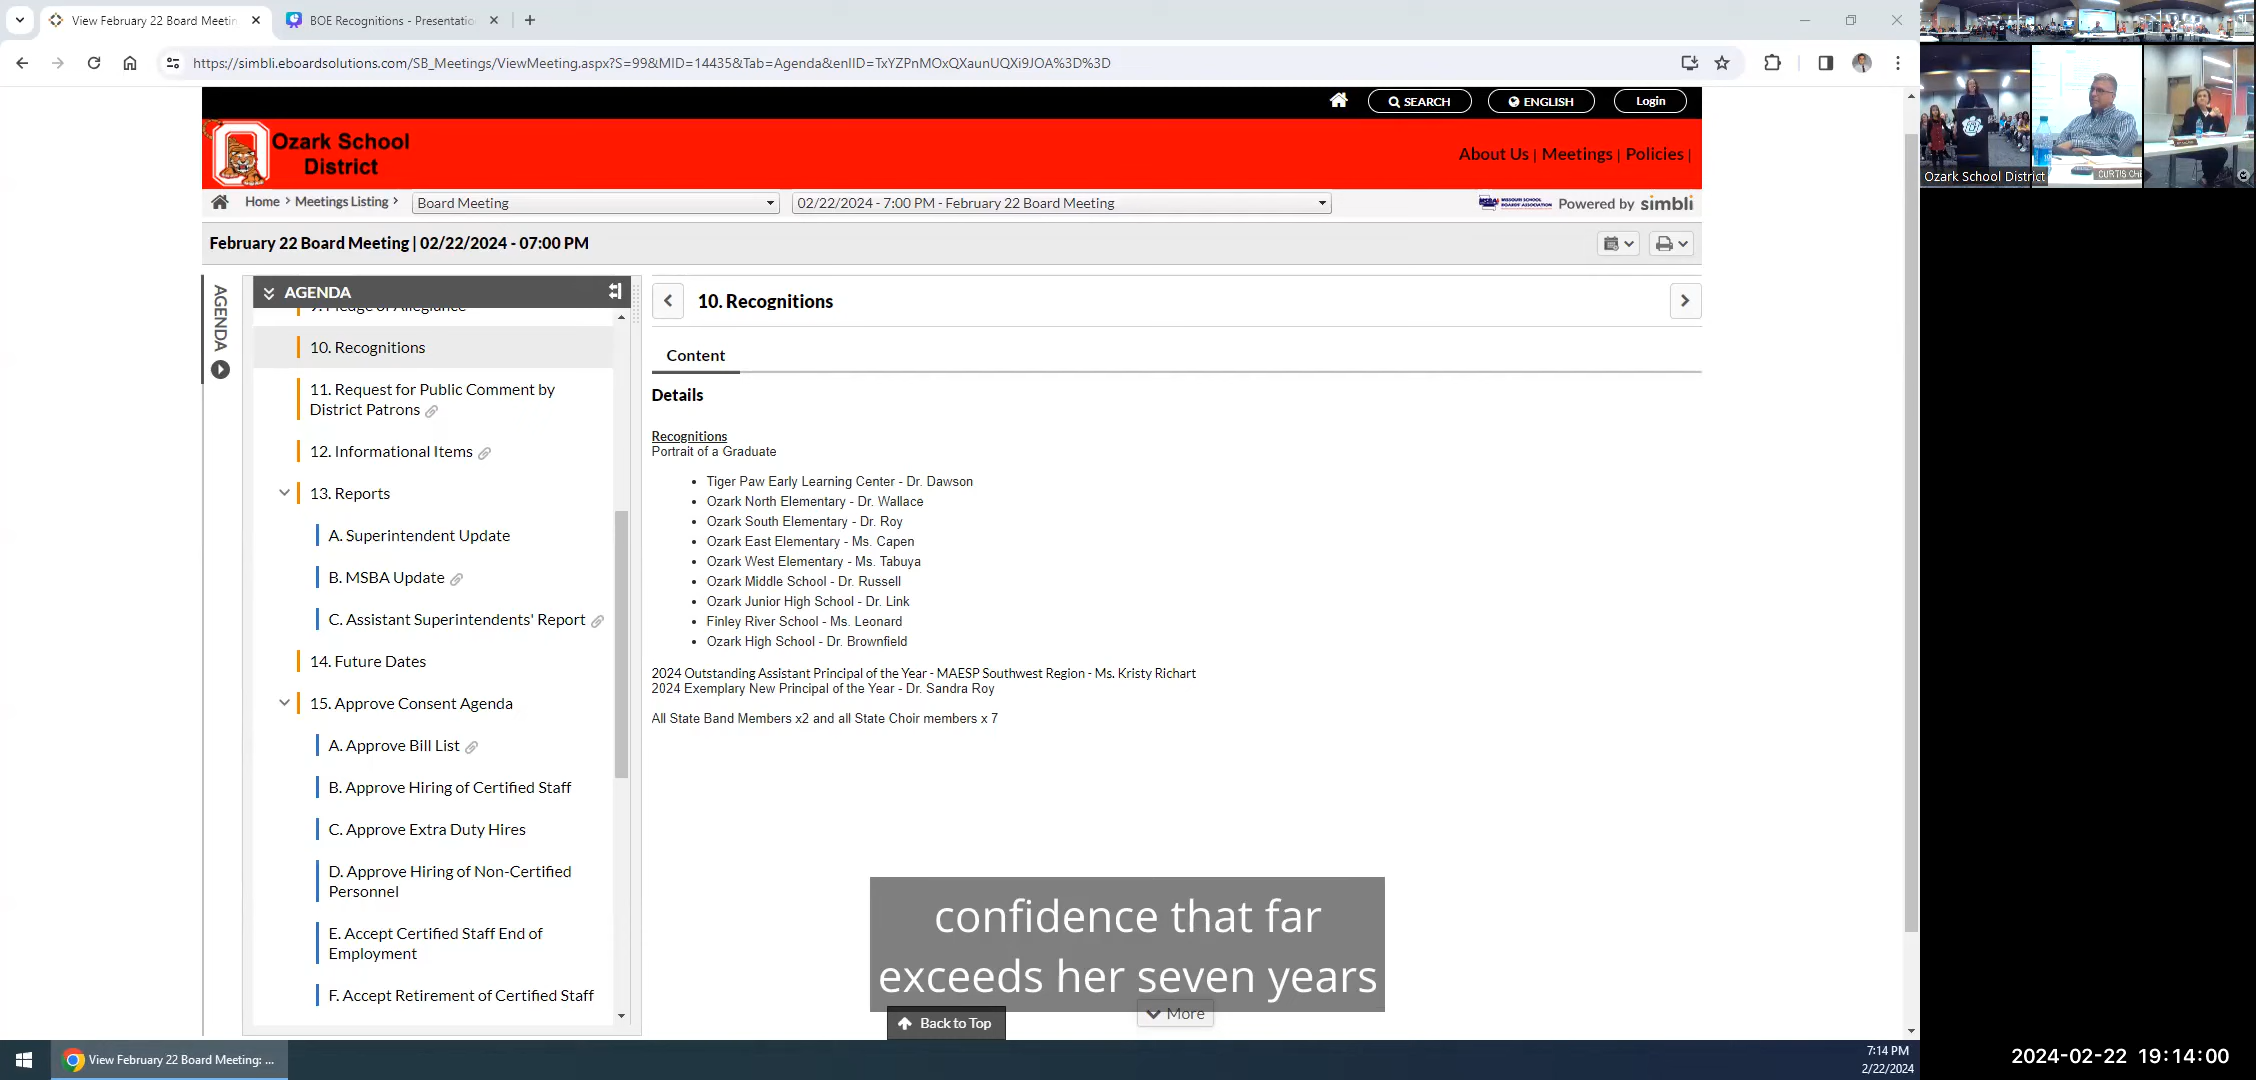 View February 22 Board Meetin
BOE Recognitions - Presentatio
https://simbli.eboardsolutions.com/SB_Meetings/ViewMeeting.aspx?S=99&MID=14435&Tab=Agenda&enIID=TxYZPnMOxQXaunUQXi9JOA%3D%3D
SEARCH
ENGLISH
Login
Ozark School
District
About Us | Meetings | Policies |
Home > Meetings Listing >
Board Meeting
02/22/2024 - 7:00 PM - February 22 Board Meeting
Powered by simbli
February 22 Board Meeting | 02/22/2024 - 07:00 PM
AGENDA
AGENDA
9. Pledge of Allegiance
10. Recognitions
11. Request for Public Comment by
District Patrons
12. Informational Items
13. Reports
A. Superintendent Update
B. MSBA Update
C. Assistant Superintendents' Report
14. Future Dates
15. Approve Consent Agenda
A. Approve Bill List
B. Approve Hiring of Certified Staff
C. Approve Extra Duty Hires
D. Approve Hiring of Non-Certified
Personnel
E. Accept Certified Staff End of
Employment
F. Accept Retirement of Certified Staff
10. Recognitions
Content
Details
Recognitions
Portrait of a Graduate
• Tiger Paw Early Learning Center - Dr. Dawson
• Ozark North Elementary - Dr. Wallace
• Ozark South Elementary - Dr. Roy
• Ozark East Elementary - Ms. Capen
• Ozark West Elementary - Ms. Tabuya
• Ozark Middle School - Dr. Russell
• Ozark Junior High School - Dr. Link
• Finley River School - Ms. Leonard
• Ozark High School - Dr. Brownfield
2024 Outstanding Assistant Principal of the Year - MAESP Southwest Region - Ms. Kristy Richart
2024 Exemplary New Principal of the Year - Dr. Sandra Roy
All State Band Members x2 and all State Choir members x 7
confidence that far
exceeds her seven years
Back to Top
More
View February 22 Board Meeting: ...
7:14 PM
2/22/2024
Ozark School District
CURTIS
2024-02-22 19:14:00